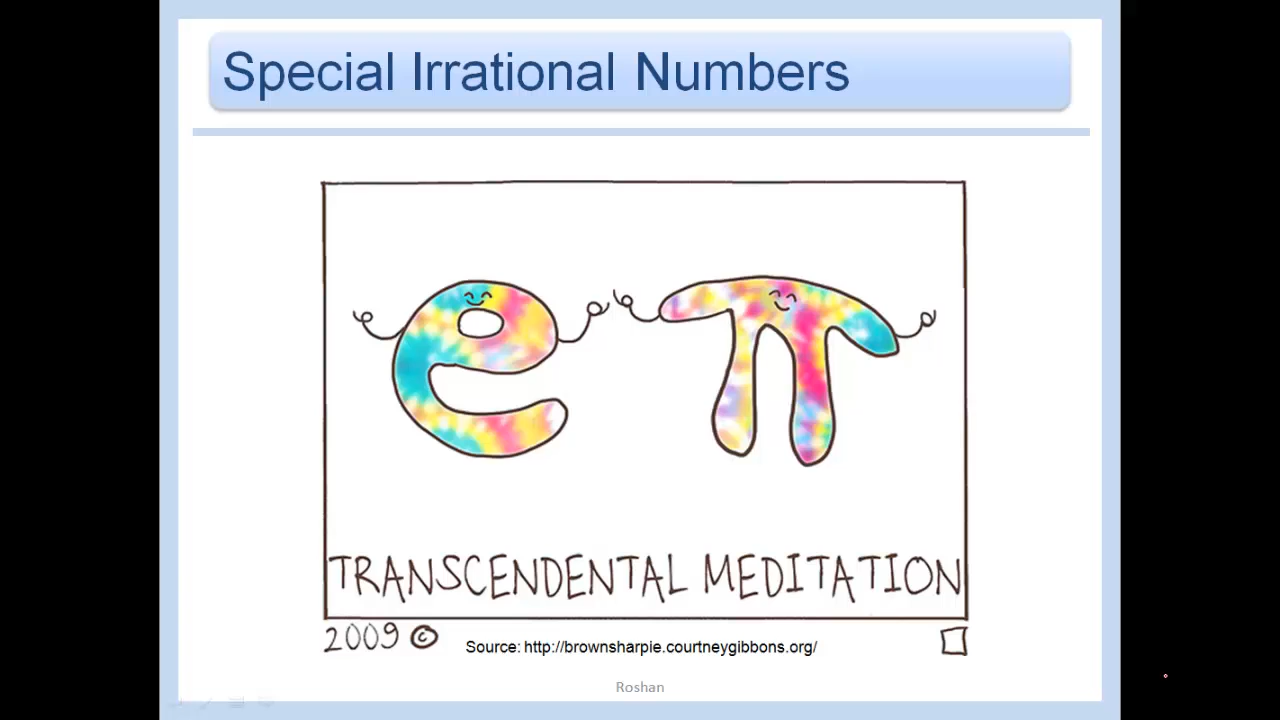 Special Irrational Numbers
e π
TRANSCENDENTAL MEDITATION
2009 ©
Source: http://brownsharpie.courtneygibbons.org/
Roshan